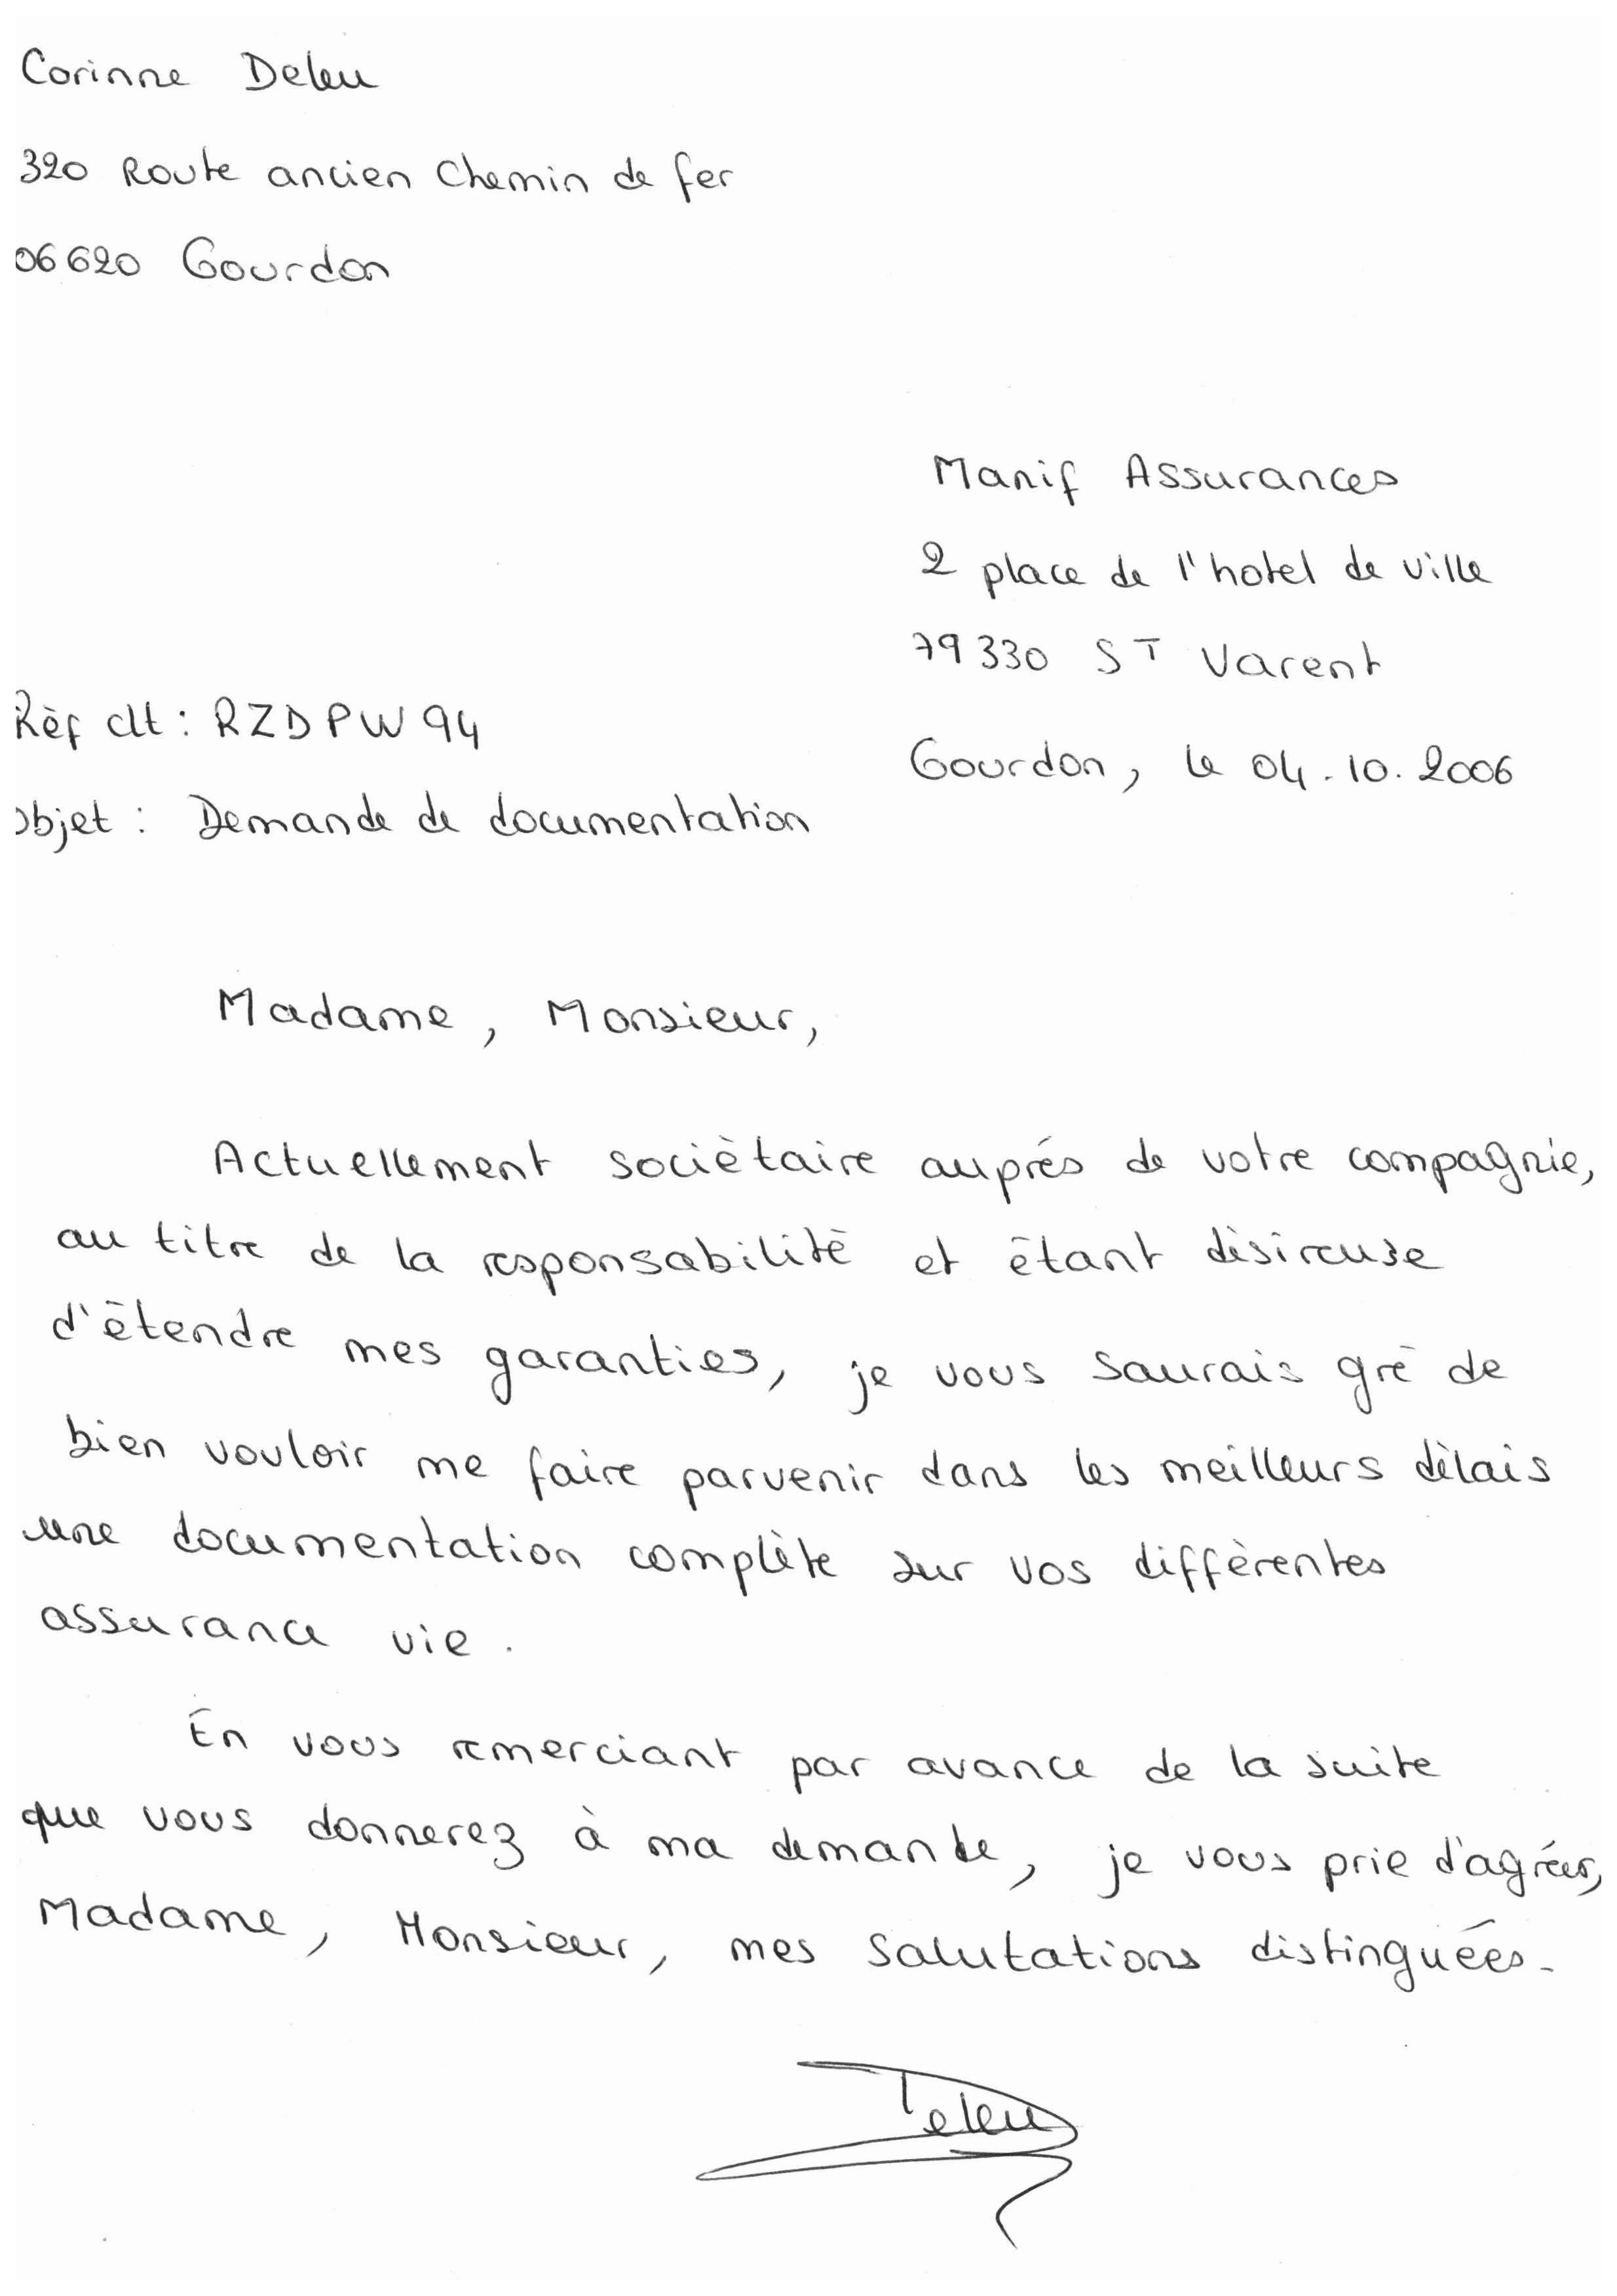 Corinne Deleu
320 Route ancien Chemin de fer
06620 Gourdon
Manif Assurances
2 place de l'hotel de ville
79330 ST Varent
Réf clt : RZDPW94
Gourdon, le 04.10.2006
Objet : Demande de documentation
Madame, Monsieur,
Actuellement sociètaire auprés de votre compagnie,
au titre de la responsabilité et étant désireuse
d'étendre mes garanties, je vous saurais gré de
bien vouloir me faire parvenir dans les meilleurs délais
une documentation complète sur vos différentes
assurance vie.
En vous remerciant par avance de la suite
que vous donnerez à ma demande, je vous prie d'agréer,
Madame, Monsieur, mes salutations distinguées.
Deleu